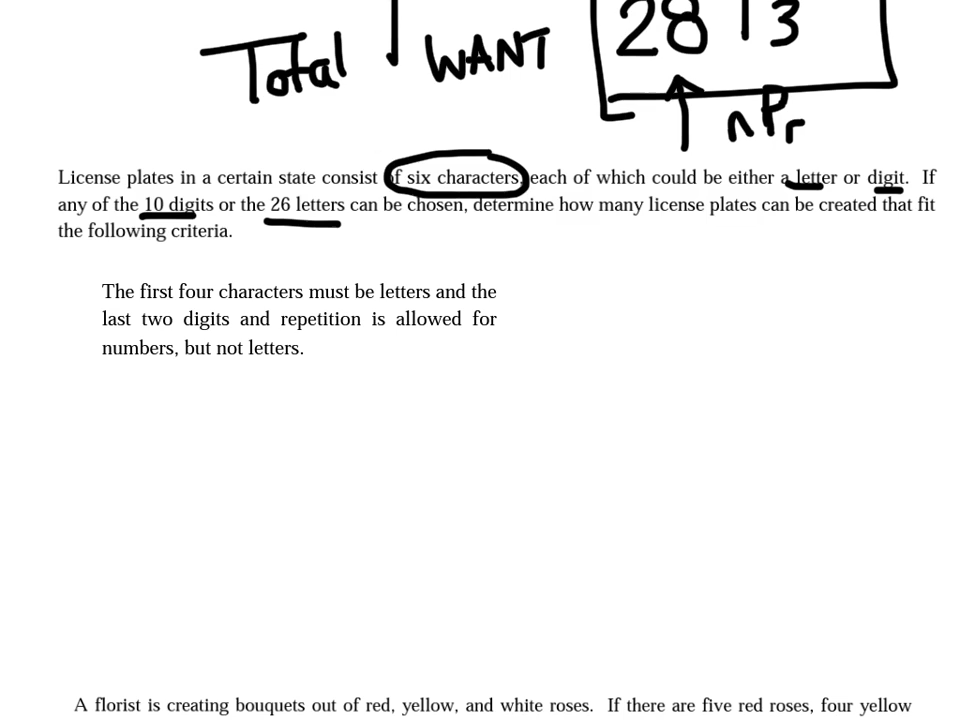 Total WANT 28 P 3
nPr
License plates in a certain state consist of six characters, each of which could be either a letter or digit. If
any of the 10 digits or the 26 letters can be chosen, determine how many license plates can be created that fit
the following criteria.
The first four characters must be letters and the
last two digits and repetition is allowed for
numbers, but not letters.
A florist is creating bouquets out of red, yellow, and white roses. If there are five red roses, four yellow